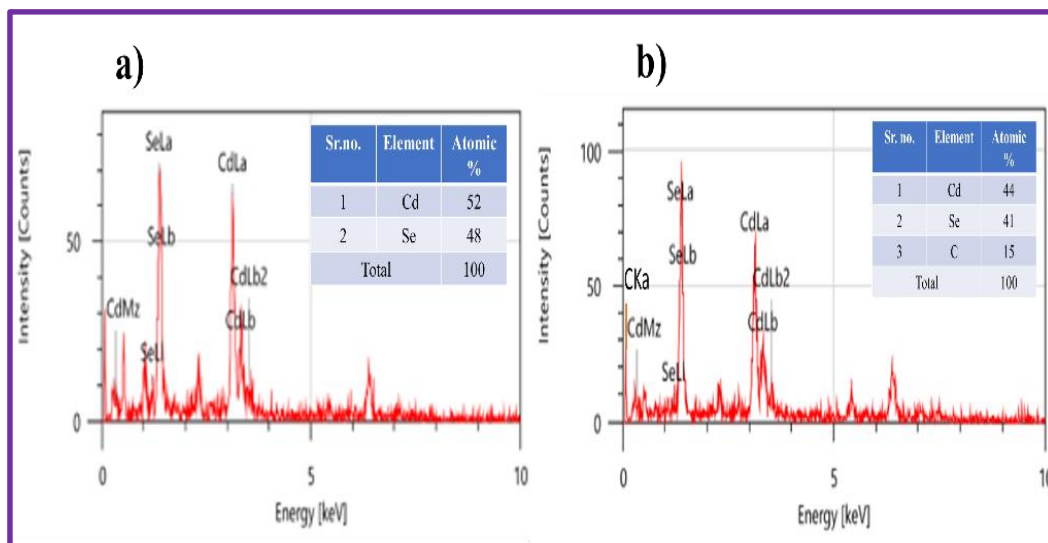 a)
Intensity [Counts]
50
0
SeLa
SeLb
CdMz
SeLl
CdLa
CdLb2
CdLb
Sr.no. Element Atomic %
1 Cd 52
2 Se 48
Total 100
0 5 10
Energy [keV]
b)
Intensity [Counts]
100
50
0
SeLa
SeLb
CKa
CdMz
SeLl
CdLa
CdLb2
CdLb
Sr. no. Element Atomic %
1 Cd 44
2 Se 41
3 C 15
Total 100
0 5 10
Energy [keV]